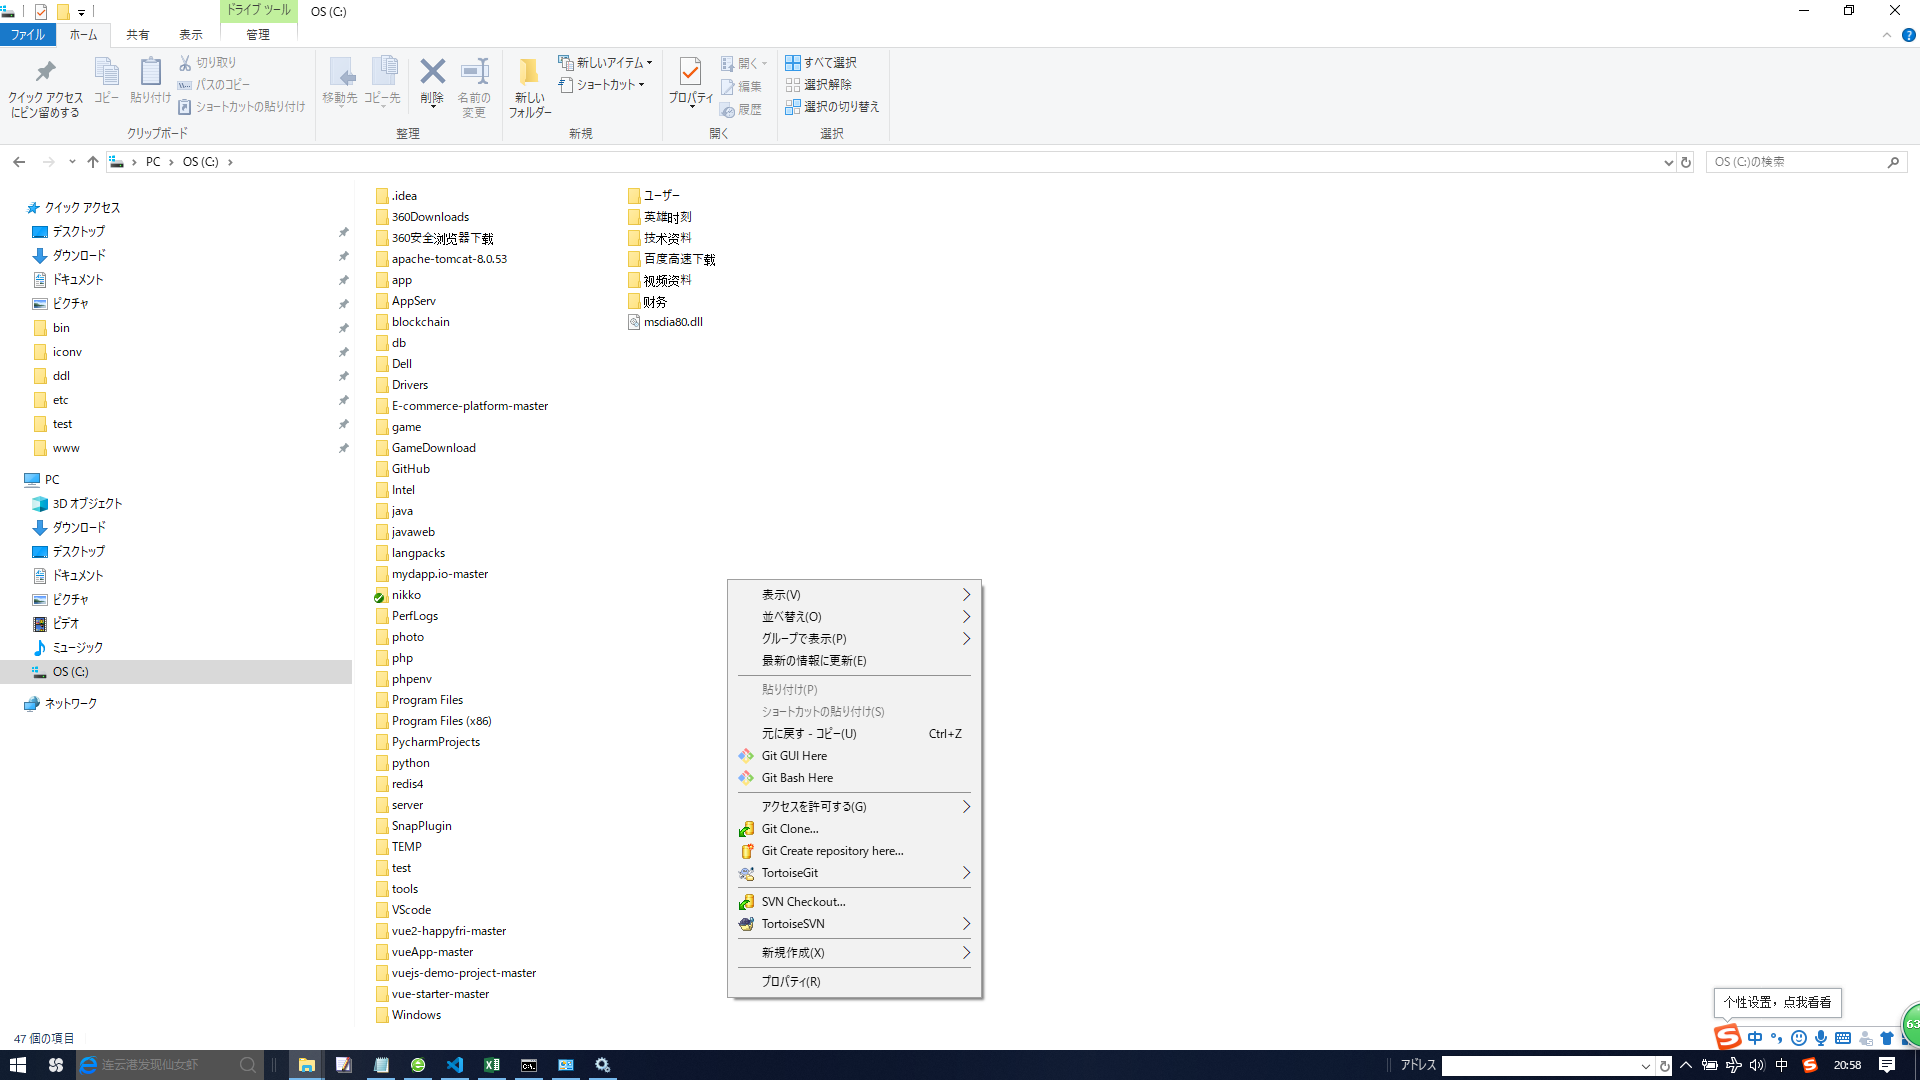 ドライブ ツール
OS (C:)
ファイル
ホーム
共有
表示
管理
クイック アクセス
にピン留めする
コピー
貼り付け
切り取り
パスのコピー
ショートカットの貼り付け
クリップボード
移動先
コピー先
削除
名前の
変更
整理
新しい
フォルダー
新しいアイテム
ショートカット
新規
プロパティ
開く
編集
履歴
開く
すべて選択
選択解除
選択の切り替え
選択
PC
OS (C:)
OS (C:)の検索
クイック アクセス
デスクトップ
ダウンロード
ドキュメント
ピクチャ
bin
iconv
ddl
etc
test
www
PC
3D オブジェクト
ダウンロード
デスクトップ
ドキュメント
ピクチャ
ビデオ
ミュージック
OS (C:)
ネットワーク
.idea
360Downloads
360安全浏览器下载
apache-tomcat-8.0.53
app
AppServ
blockchain
db
Dell
Drivers
E-commerce-platform-master
game
GameDownload
GitHub
Intel
java
javaweb
langpacks
mydapp.io-master
nikko
PerfLogs
photo
php
phpenv
Program Files
Program Files (x86)
PycharmProjects
python
redis4
server
SnapPlugin
TEMP
test
tools
VScode
vue2-happyfri-master
vueApp-master
vuejs-demo-project-master
vue-starter-master
Windows
ユーザー
英雄时刻
技术资料
百度高速下载
视频资料
财务
msdia80.dll
表示(V)
並べ替え(O)
グループで表示(P)
最新の情報に更新(E)
貼り付け(P)
ショートカットの貼り付け(S)
元に戻す - コピー(U) Ctrl+Z
Git GUI Here
Git Bash Here
アクセスを許可する(G)
Git Clone...
Git Create repository here...
TortoiseGit
SVN Checkout...
TortoiseSVN
新規作成(X)
プロパティ(R)
个性设置，点我看看
中
63
47 個の項目
连云港发现仙女虾
アドレス
中
20:58